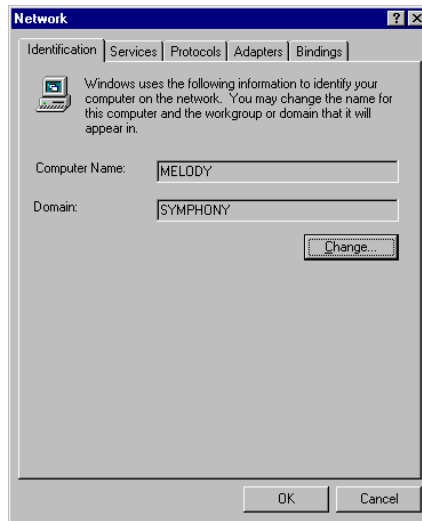 Network
Identification Services Protocols Adapters Bindings
Windows uses the following information to identify your
computer on the network. You may change the name for
this computer and the workgroup or domain that it will
appear in.
Computer Name: MELODY
Domain: SYMPHONY
Change...
OK Cancel